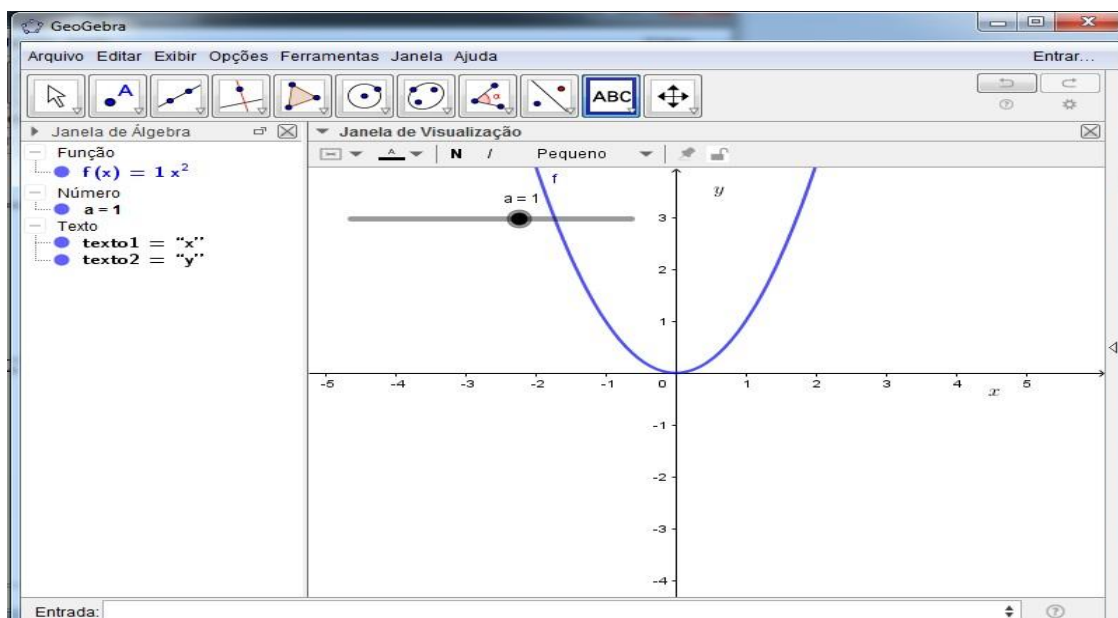 GeoGebra
Arquivo Editar Exibir Opções Ferramentas Janela Ajuda
Entrar...
A
ABC
Janela de Álgebra
Janela de Visualização
Função
f(x) = 1 x²
Número
a = 1
Texto
texto1 = “x”
texto2 = “y”
A N I Pequeno
f
a = 1
y
3
2
1
-5 -4 -3 -2 -1 0 1 2 3 4 5
x
-1
-2
-3
-4
Entrada: